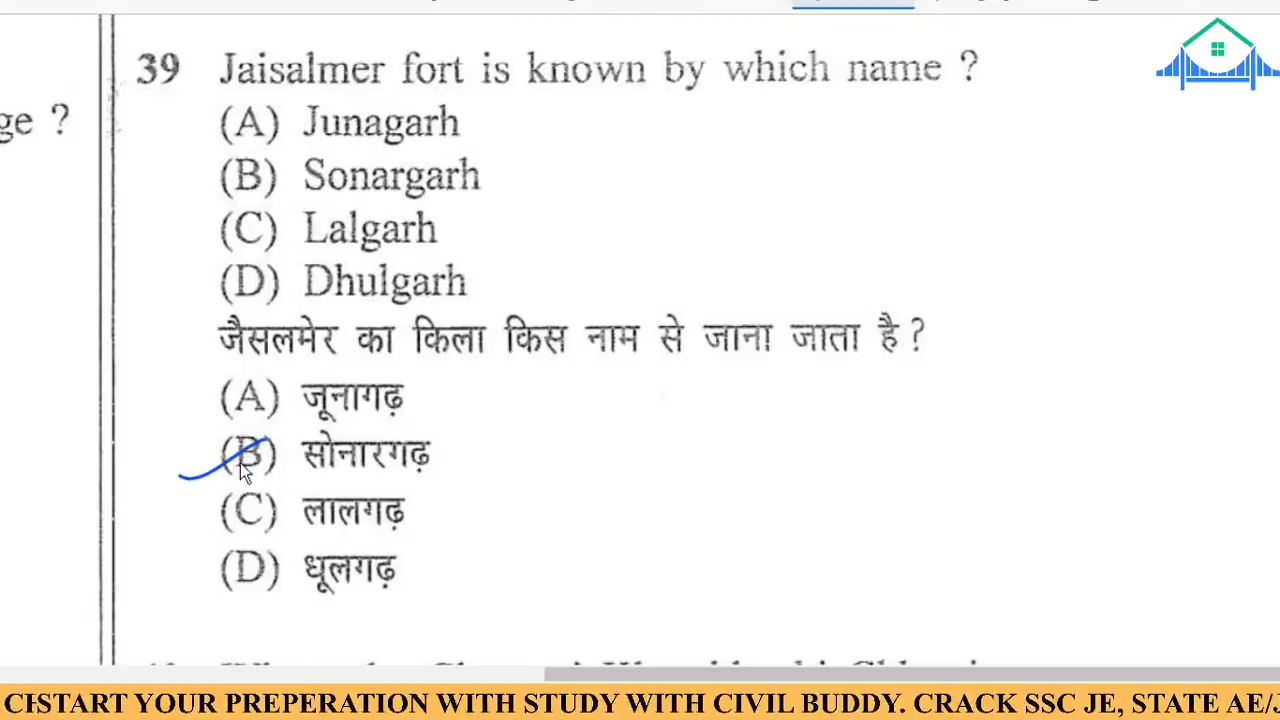 ge ?
39 Jaisalmer fort is known by which name ?
(A) Junagarh
(B) Sonargarh
(C) Lalgarh
(D) Dhulgarh
जैसलमेर का किला किस नाम से जाना जाता है ?
(A) जूनागढ़
(B) सोनारगढ़
(C) लालगढ़
(D) धूलगढ़
START YOUR PREPERATION WITH STUDY WITH CIVIL BUDDY. CRACK SSC JE, STATE AE/J